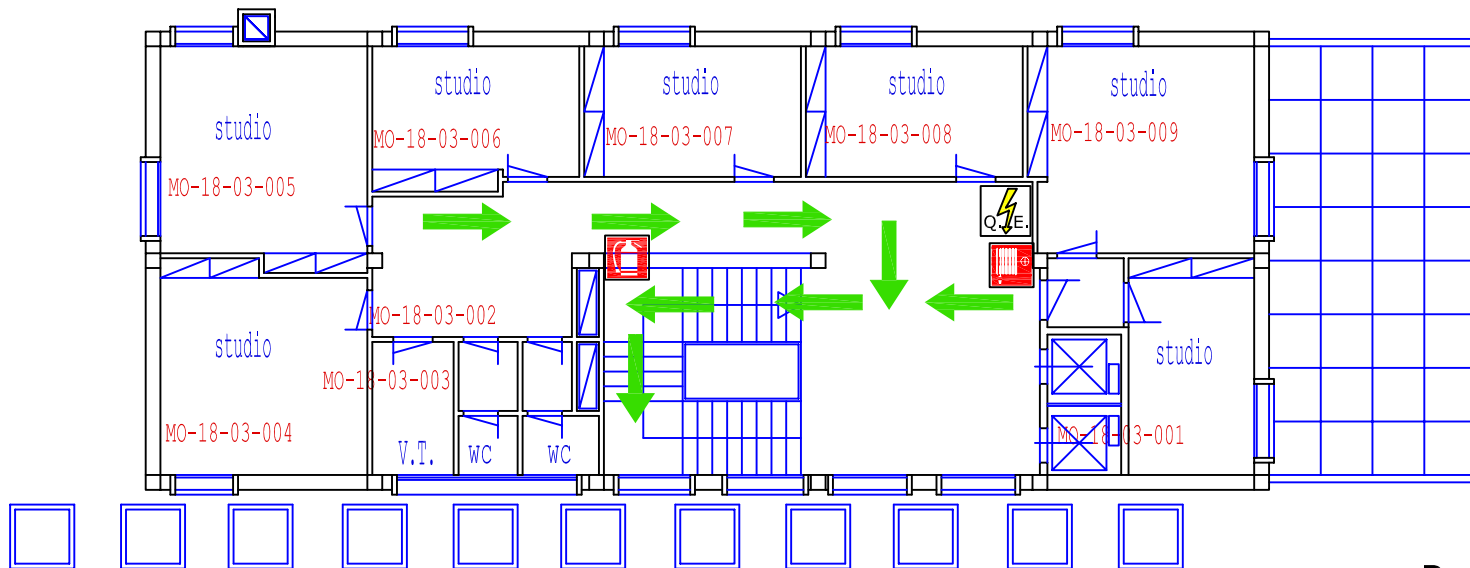 studio
MO-18-03-005
studio
MO-18-03-006
studio
MO-18-03-007
studio
MO-18-03-008
studio
MO-18-03-009
Q. E.
MO-18-03-002
studio
MO-18-03-004
MO-18-03-003
V.T.
WC
WC
studio
MO-18-03-001